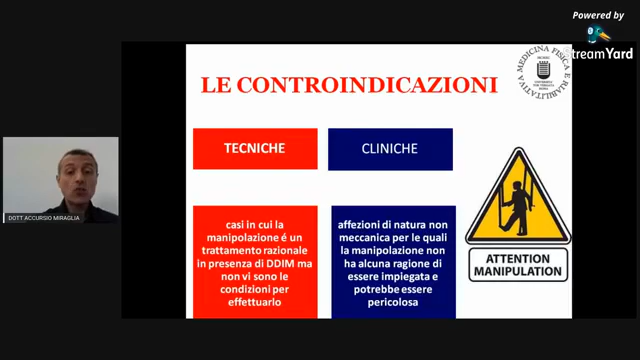 Powered by
StreamYard
LE CONTROINDICAZIONI
MEDICINA FISICA E RIABILITATIVA
TECNICHE
CLINICHE
casi in cui la
manipolazione é un
trattamento razionale
in presenza di DDIM ma
non vi sono le
condizioni per
effettuarlo
affezioni di natura non
meccanica per le quali
la manipolazione non
ha alcuna ragione di
essere impiegata e
potrebbe essere
pericolosa
ATTENTION
MANIPULATION
DOTT ACCURSIO MIRAGLIA